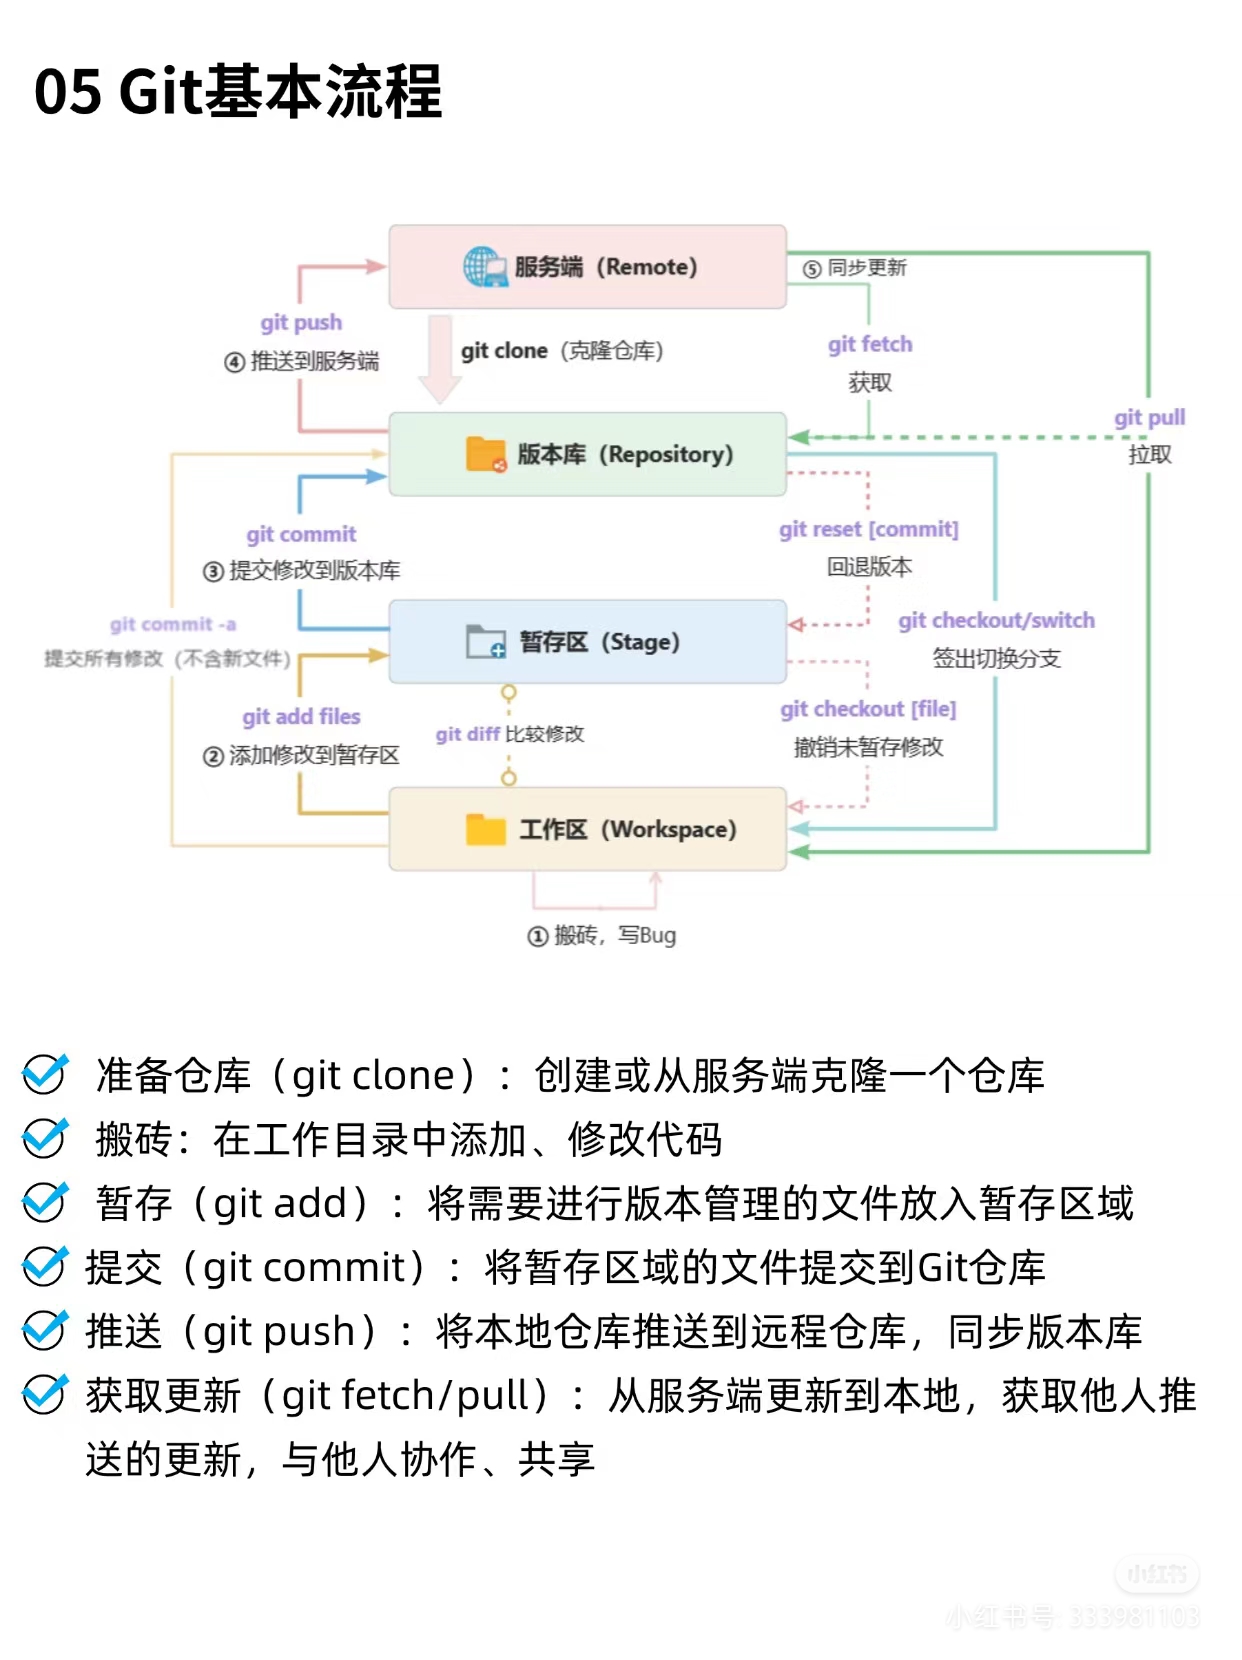 05 Git基本流程
服务端（Remote）
⑤ 同步更新
git push
④ 推送到服务端
git clone（克隆仓库）
git fetch
获取
git pull
拉取
版本库（Repository）
git commit
③ 提交修改到版本库
git reset [commit]
回退版本
git commit -a
提交所有修改（不含新文件）
暂存区（Stage）
git checkout/switch
签出切换分支
git add files
② 添加修改到暂存区
git diff 比较修改
git checkout [file]
撤销未暂存修改
工作区（Workspace）
① 搬砖，写Bug
准备仓库（git clone）：创建或从服务端克隆一个仓库
搬砖：在工作目录中添加、修改代码
暂存（git add）：将需要进行版本管理的文件放入暂存区域
提交（git commit）：将暂存区域的文件提交到Git仓库
推送（git push）：将本地仓库推送到远程仓库，同步版本库
获取更新（git fetch/pull）：从服务端更新到本地，获取他人推
送的更新，与他人协作、共享
小红书
小红书号: 333981103